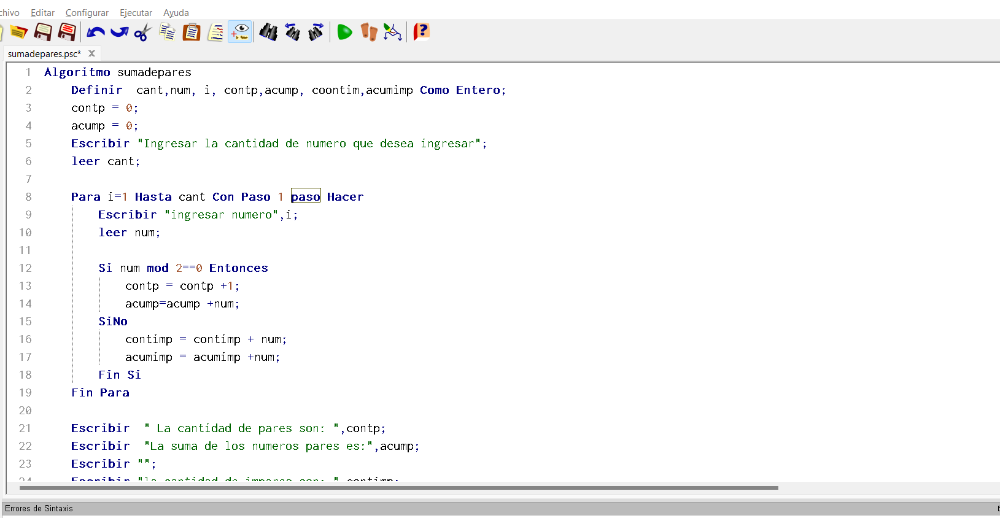 chivo Editar Configurar Ejecutar Ayuda
?
sumadepares.psc* X
1 Algoritmo sumadepares
2 Definir cant,num, i, contp,acump, coontim,acumimp Como Entero;
3 contp = 0;
4 acump = 0;
5 Escribir "Ingresar la cantidad de numero que desea ingresar";
6 leer cant;
7
8 Para i=1 Hasta cant Con Paso 1 paso Hacer
9 Escribir "ingresar numero",i;
10 leer num;
11
12 Si num mod 2==0 Entonces
13 contp = contp +1;
14 acump=acump +num;
15 SiNo
16 contimp = contimp + num;
17 acumimp = acumimp +num;
18 Fin Si
19 Fin Para
20
21 Escribir " La cantidad de pares son: ",contp;
22 Escribir "La suma de los numeros pares es:",acump;
23 Escribir "";
24 Escribir "la cantidad de impares son: ",contimp;
Errores de Sintaxis